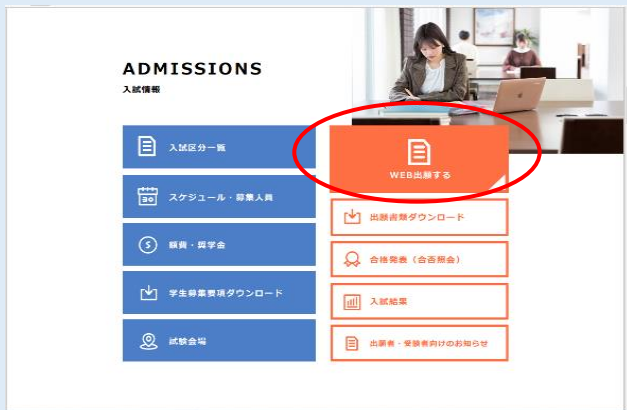 ADMISSIONS
入試情報
入試区分一覧
スケジュール・募集人員
30
$
学費・奨学金
学生募集要項ダウンロード
試験会場
WEB出願する
出願書類ダウンロード
合格発表（合否照会）
入試結果
出願者・受験者向けのお知らせ